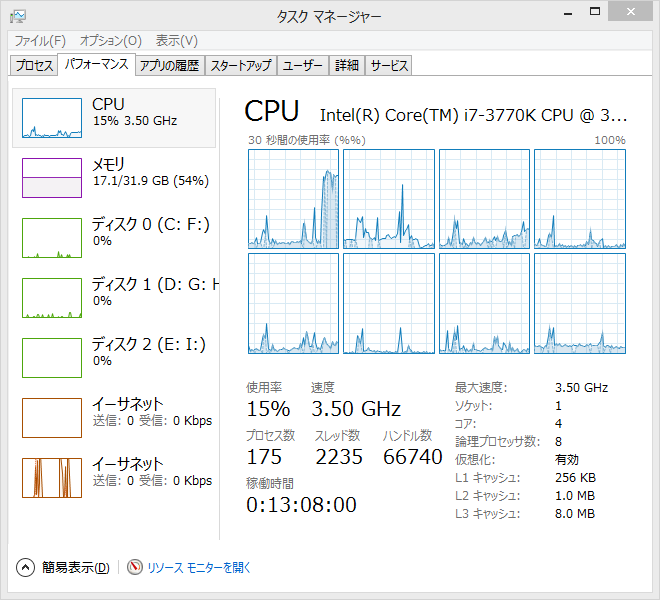 タスク マネージャー
ファイル(F) オプション(O) 表示(V)
プロセス パフォーマンス アプリの履歴 スタートアップ ユーザー 詳細 サービス
CPU
15% 3.50 GHz
メモリ
17.1/31.9 GB (54%)
ディスク 0 (C: F:)
0%
ディスク 1 (D: G: H
0%
ディスク 2 (E: I:)
0%
イーサネット
送信: 0 受信: 0 Kbps
イーサネット
送信: 0 受信: 0 Kbps
CPU Intel(R) Core(TM) i7-3770K CPU @ 3...
30 秒間の使用率 (%%) 100%
使用率 速度
15% 3.50 GHz
プロセス数 スレッド数 ハンドル数
175 2235 66740
稼働時間
0:13:08:00
最大速度: 3.50 GHz
ソケット: 1
コア: 4
論理プロセッサ数: 8
仮想化: 有効
L1 キャッシュ: 256 KB
L2 キャッシュ: 1.0 MB
L3 キャッシュ: 8.0 MB
簡易表示(D) リソース モニターを開く